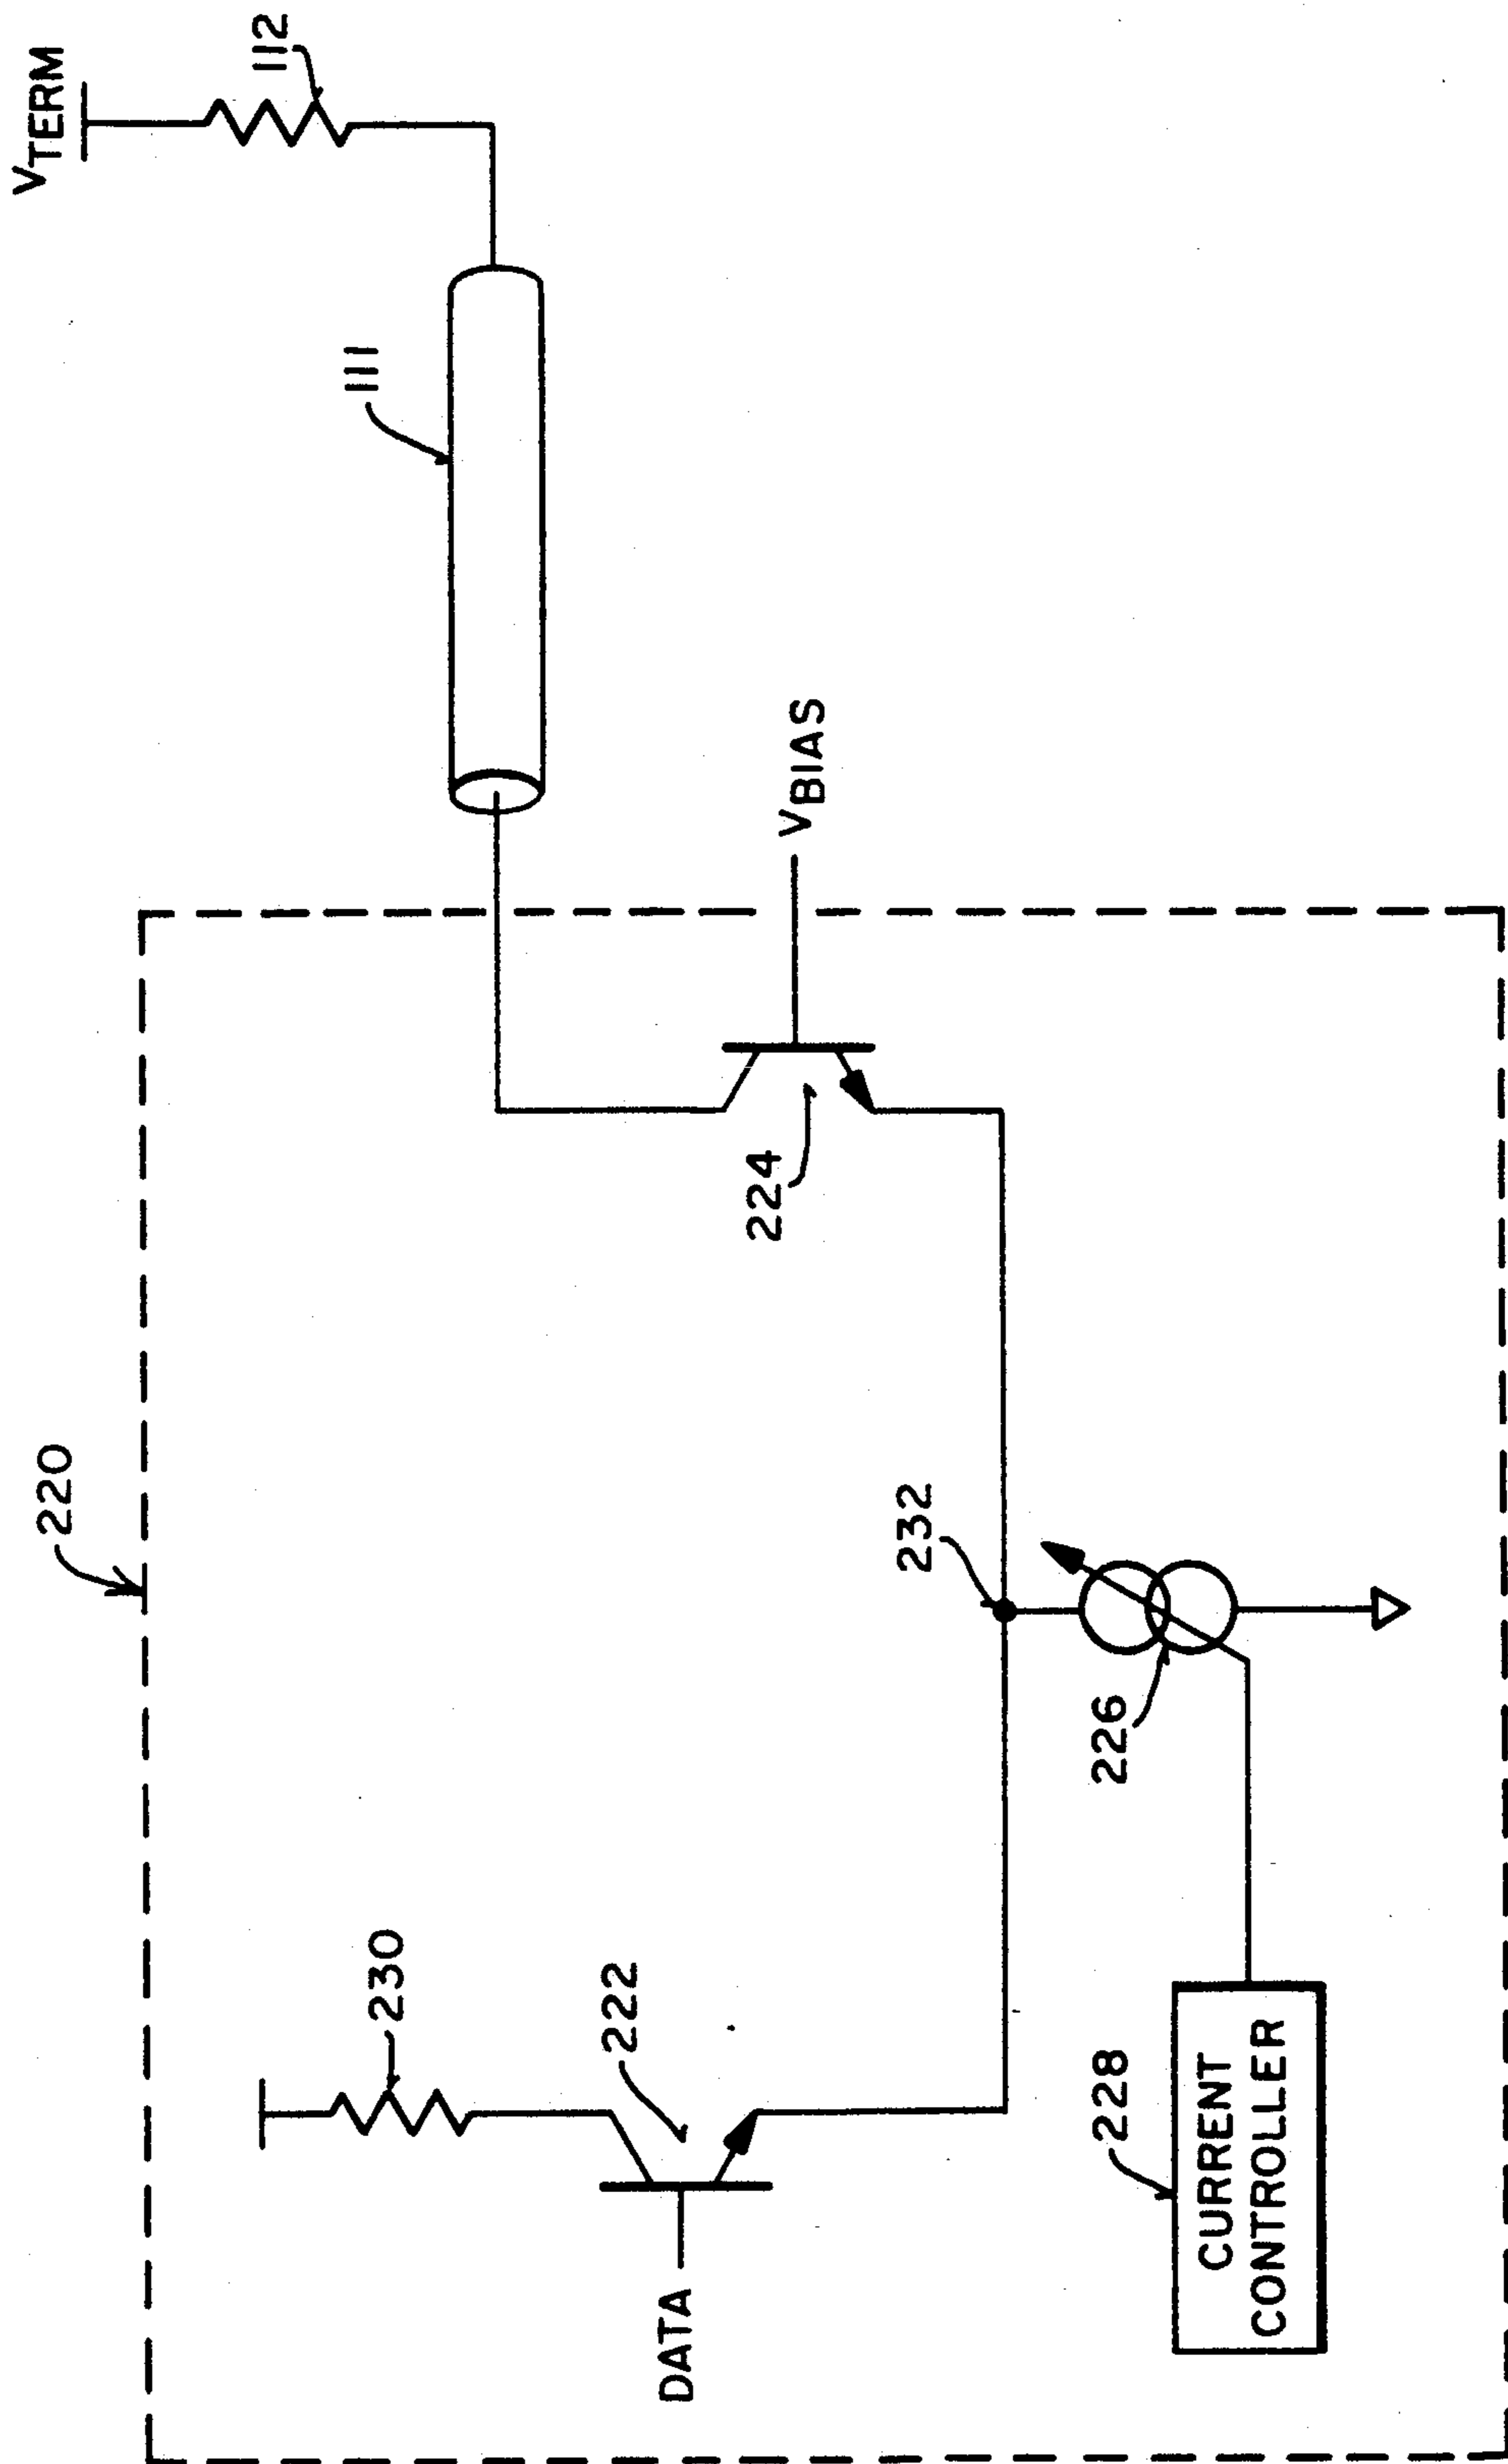 220
VTERM
112
111
230
222
DATA
224
VBIAS
232
226
228
CURRENT
CONTROLLER